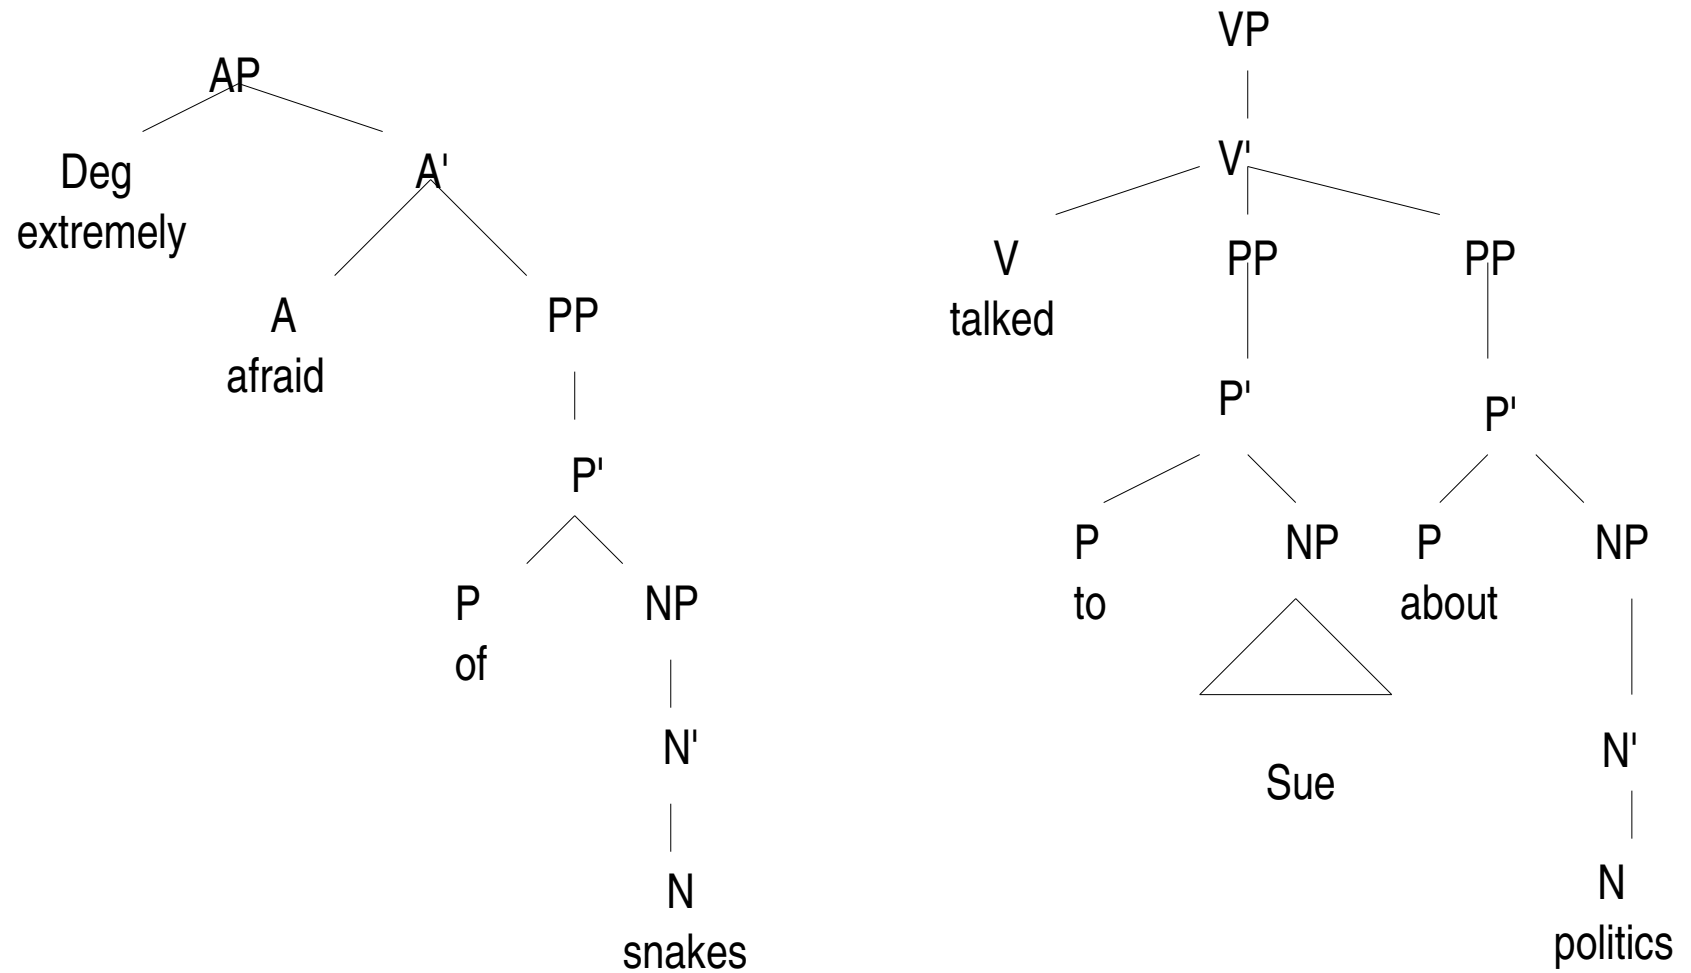 VP
AP
Deg A' V'
extremely V PP PP
A PP talked
afraid P' P'
P' P NP P NP
P NP to about
of
N' Sue N'
N N
snakes politics